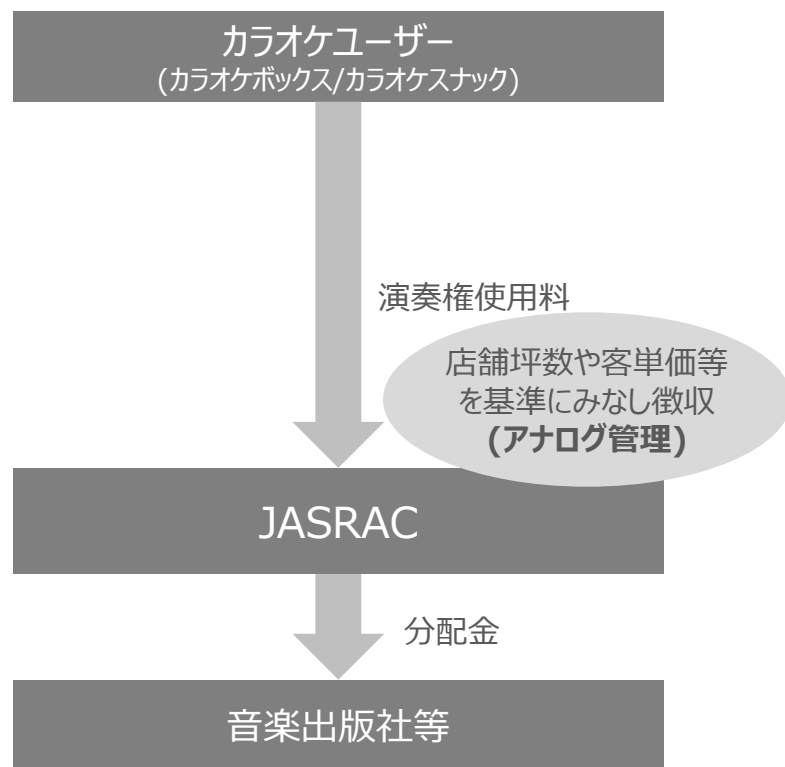 カラオケユーザー
(カラオケボックス/カラオケスナック)
演奏権使用料
店舗坪数や客単価等
を基準にみなし徴収
(アナログ管理)
JASRAC
分配金
音楽出版社等